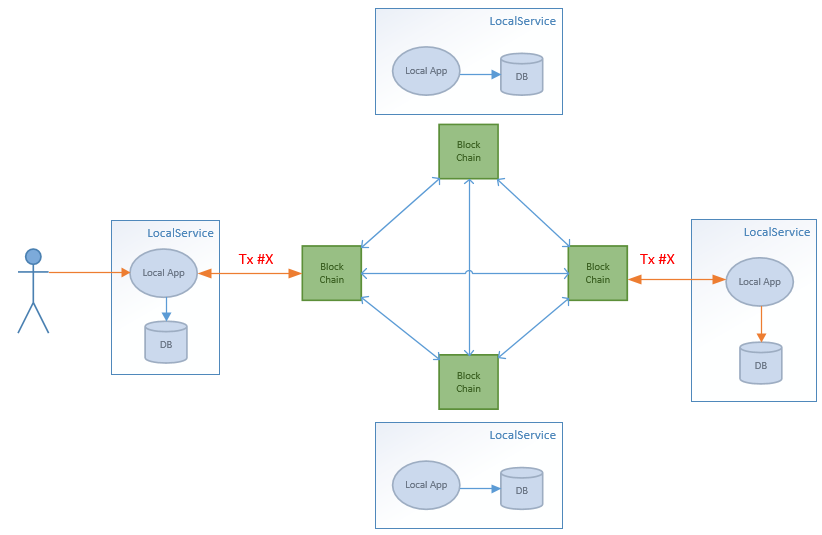 LocalService
Local App
DB
Block
Chain
LocalService
Local App
DB
Tx #X
Block
Chain
Block
Chain
Tx #X
LocalService
Local App
DB
Block
Chain
LocalService
Local App
DB